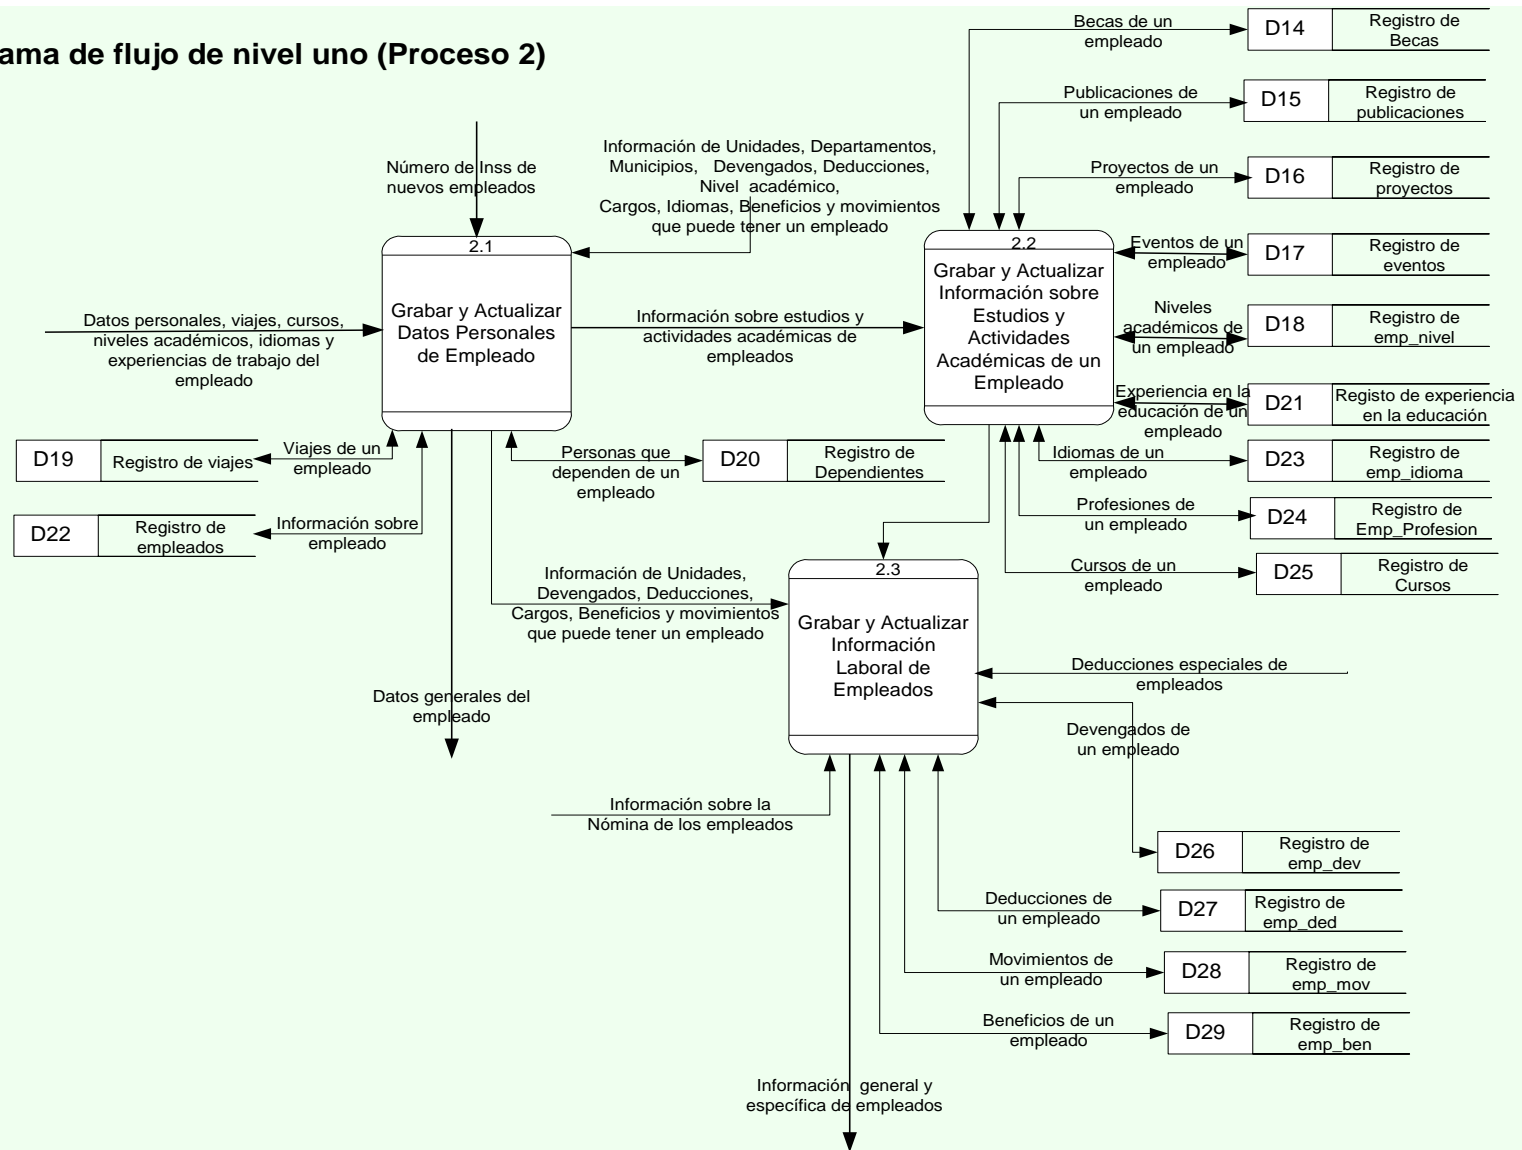 ama de flujo de nivel uno (Proceso 2)
Becas de un
empleado
D14
Registro de
Becas
Publicaciones de
un empleado
D15
Registro de
publicaciones
Número de Inss de
nuevos empleados
Información de Unidades, Departamentos,
Municipios, Devengados, Deducciones,
Nivel académico,
Cargos, Idiomas, Beneficios y movimientos
que puede tener un empleado
Proyectos de un
empleado
D16
Registro de
proyectos
2.1
Grabar y Actualizar
Datos Personales
de Empleado
2.2
Grabar y Actualizar
Información sobre
Estudios y
Actividades
Académicas de un
Empleado
Eventos de un
empleado
D17
Registro de
eventos
Datos personales, viajes, cursos,
niveles académicos, idiomas y
experiencias de trabajo del
empleado
Información sobre estudios y
actividades académicas de
empleados
Niveles
académicos de
un empleado
D18
Registro de
emp_nivel
Experiencia en la
educación de un
empleado
D21
Registo de experiencia
en la educación
D19
Registro de viajes
Viajes de un
empleado
Personas que
dependen de un
empleado
D20
Registro de
Dependientes
Idiomas de un
empleado
D23
Registro de
emp_idioma
D22
Registro de
empleados
Información sobre
empleado
Profesiones de
un empleado
D24
Registro de
Emp_Profesion
Cursos de un
empleado
D25
Registro de
Cursos
Información de Unidades,
Devengados, Deducciones,
Cargos, Beneficios y movimientos
que puede tener un empleado
2.3
Grabar y Actualizar
Información
Laboral de
Empleados
Deducciones especiales de
empleados
Datos generales del
empleado
Devengados de
un empleado
Información sobre la
Nómina de los empleados
D26
Registro de
emp_dev
Deducciones de
un empleado
D27
Registro de
emp_ded
Movimientos de
un empleado
D28
Registro de
emp_mov
Beneficios de un
empleado
D29
Registro de
emp_ben
Información general y
específica de empleados